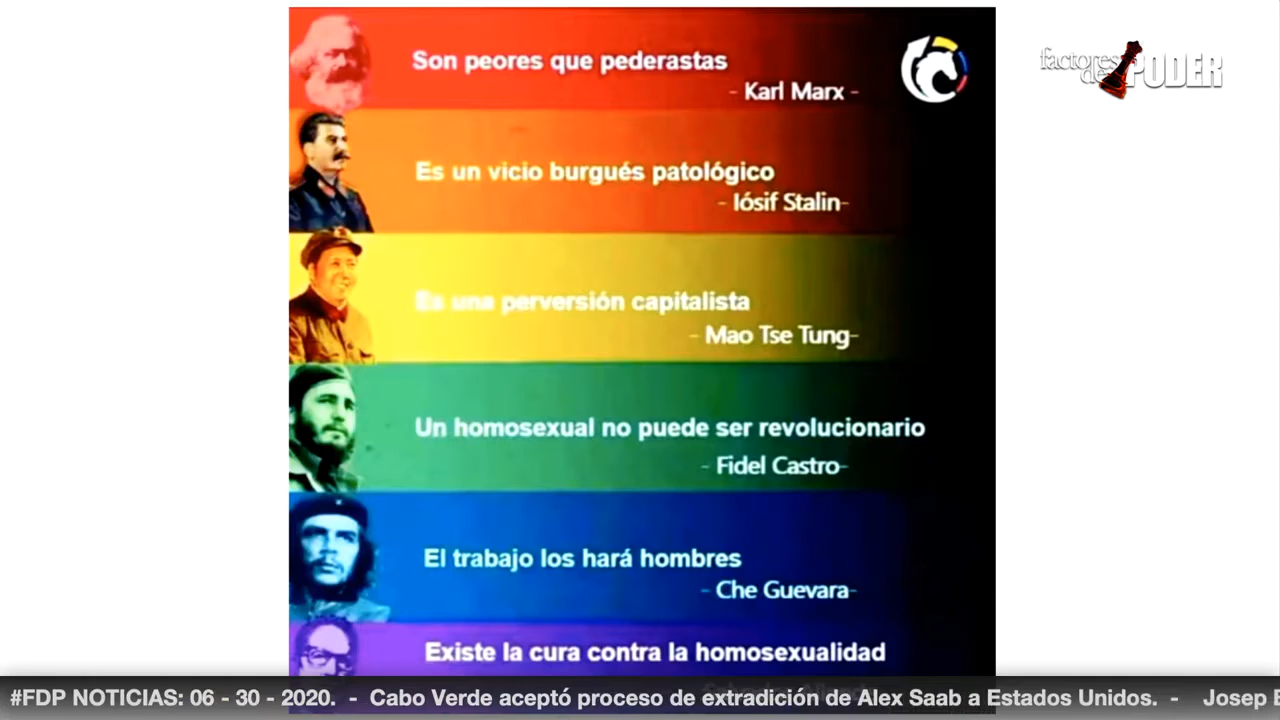 Son peores que pederastas
- Karl Marx -
factores de PODER
Es un vicio burgués patológico
- Iósif Stalin-
Es una perversión capitalista
- Mao Tse Tung-
Un homosexual no puede ser revolucionario
- Fidel Castro-
El trabajo los hará hombres
- Che Guevara-
Existe la cura contra la homosexualidad
#FDP NOTICIAS: 06 - 30 - 2020. - Cabo Verde aceptó proceso de extradición de Alex Saab a Estados Unidos. - Josep